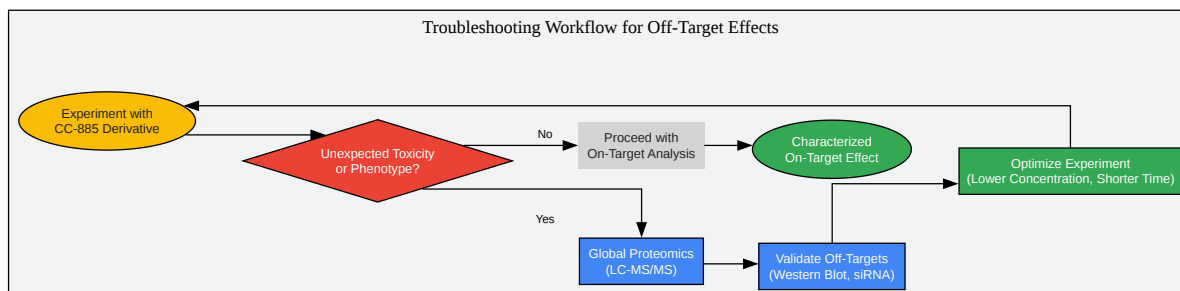 Troubleshooting Workflow for Off-Target Effects
Experiment with
CC-885 Derivative
Unexpected Toxicity
or Phenotype?
No
Proceed with
On-Target Analysis
Characterized
On-Target Effect
Yes
Global Proteomics
(LC-MS/MS)
Validate Off-Targets
(Western Blot, siRNA)
Optimize Experiment
(Lower Concentration, Shorter Time)